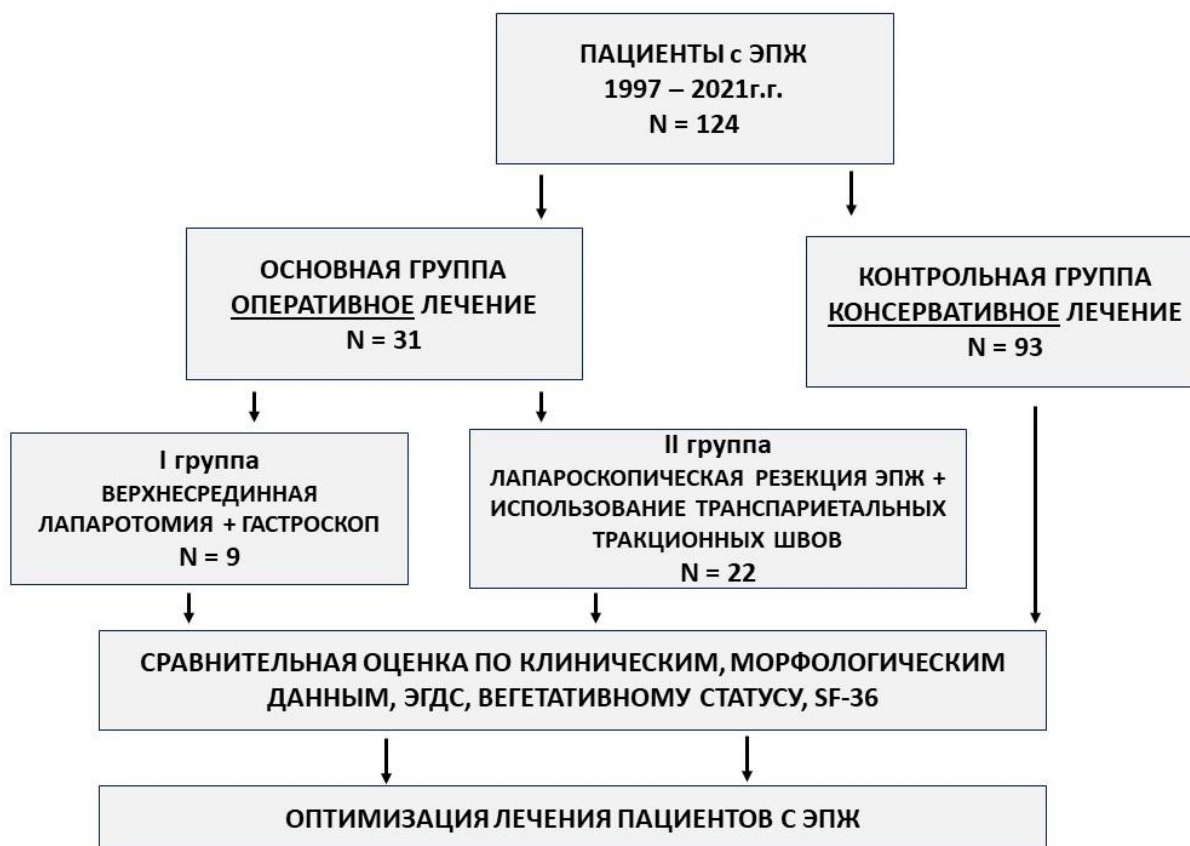 ПАЦИЕНТЫ с ЭПЖ
1997 – 2021г.г.
N = 124
ОСНОВНАЯ ГРУППА
ОПЕРАТИВНОЕ ЛЕЧЕНИЕ
N = 31
КОНТРОЛЬНАЯ ГРУППА
КОНСЕРВАТИВНОЕ ЛЕЧЕНИЕ
N = 93
I группа
ВЕРХНЕСРЕДИННАЯ
ЛАПАРОТОМИЯ + ГАСТРОСКОП
N = 9
II группа
ЛАПАРОСКОПИЧЕСКАЯ РЕЗЕКЦИЯ ЭПЖ +
ИСПОЛЬЗОВАНИЕ ТРАНСПАРИЕТАЛЬНЫХ
ТРАКЦИОННЫХ ШВОВ
N = 22
СРАВНИТЕЛЬНАЯ ОЦЕНКА ПО КЛИНИЧЕСКИМ, МОРФОЛОГИЧЕСКИМ
ДАННЫМ, ЭГДС, ВЕГЕТАТИВНОМУ СТАТУСУ, SF-36
ОПТИМИЗАЦИЯ ЛЕЧЕНИЯ ПАЦИЕНТОВ С ЭПЖ